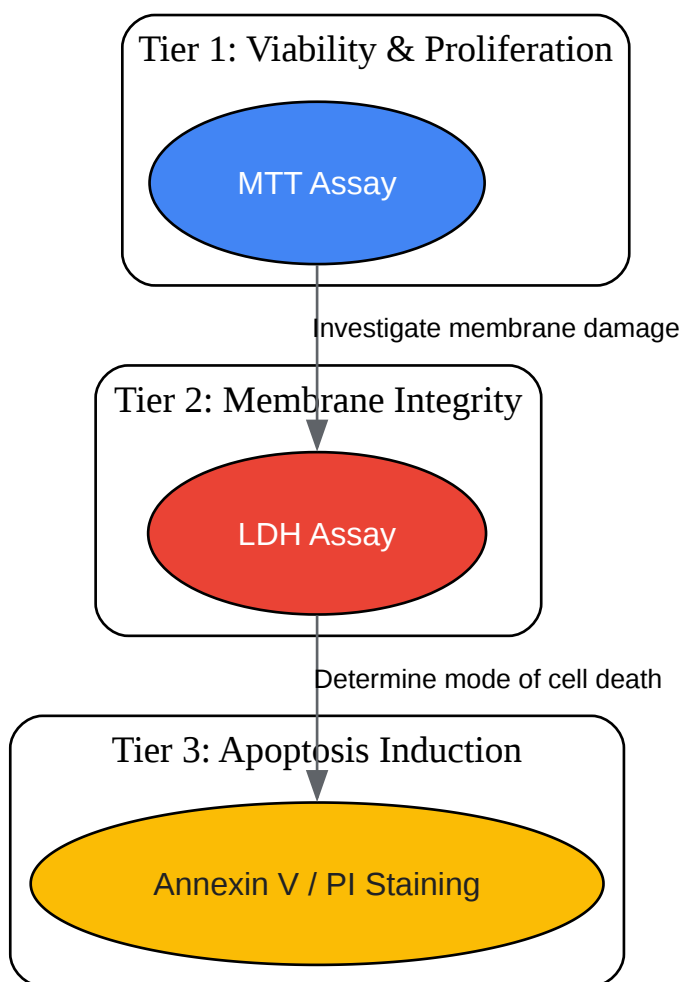 Tier 1: Viability & Proliferation
MTT Assay
Investigate membrane damage
Tier 2: Membrane Integrity
LDH Assay
Determine mode of cell death
Tier 3: Apoptosis Induction
Annexin V / PI Staining